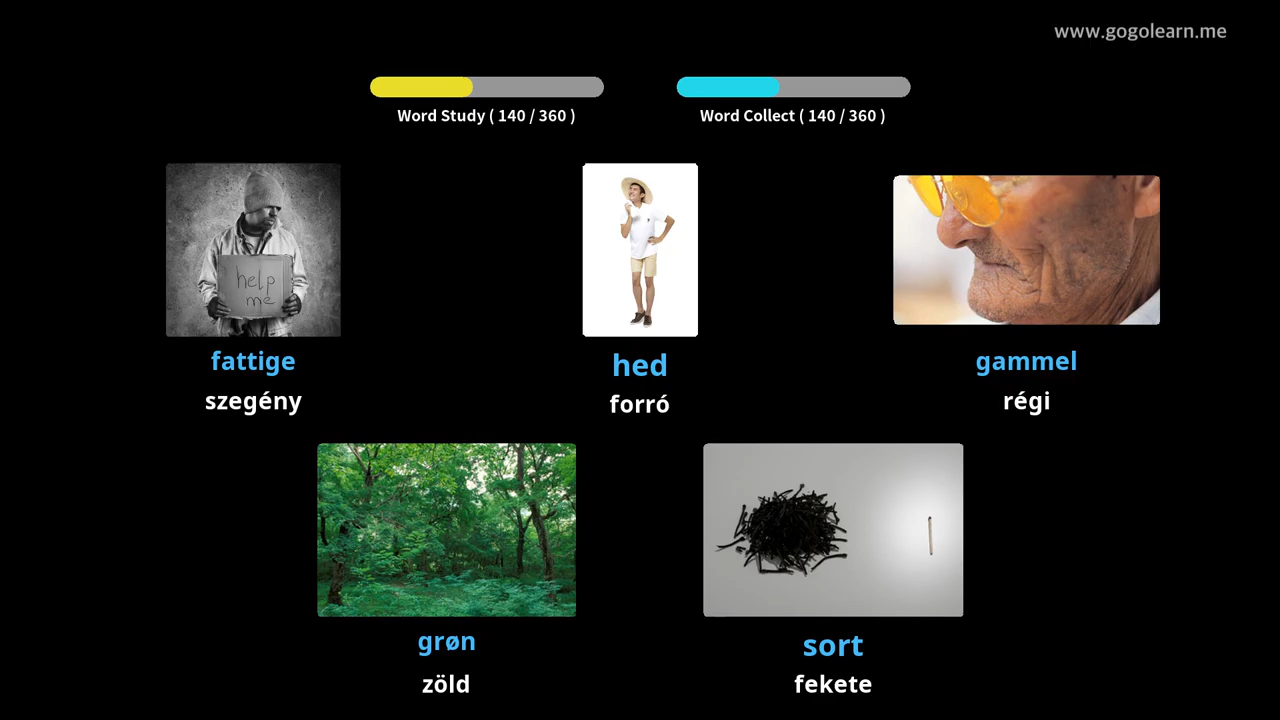 www.gogolearn.me
Word Study ( 140 / 360 )
Word Collect ( 140 / 360 )
help
me
fattige
hed
gammel
szegény
forró
régi
grøn
sort
zöld
fekete